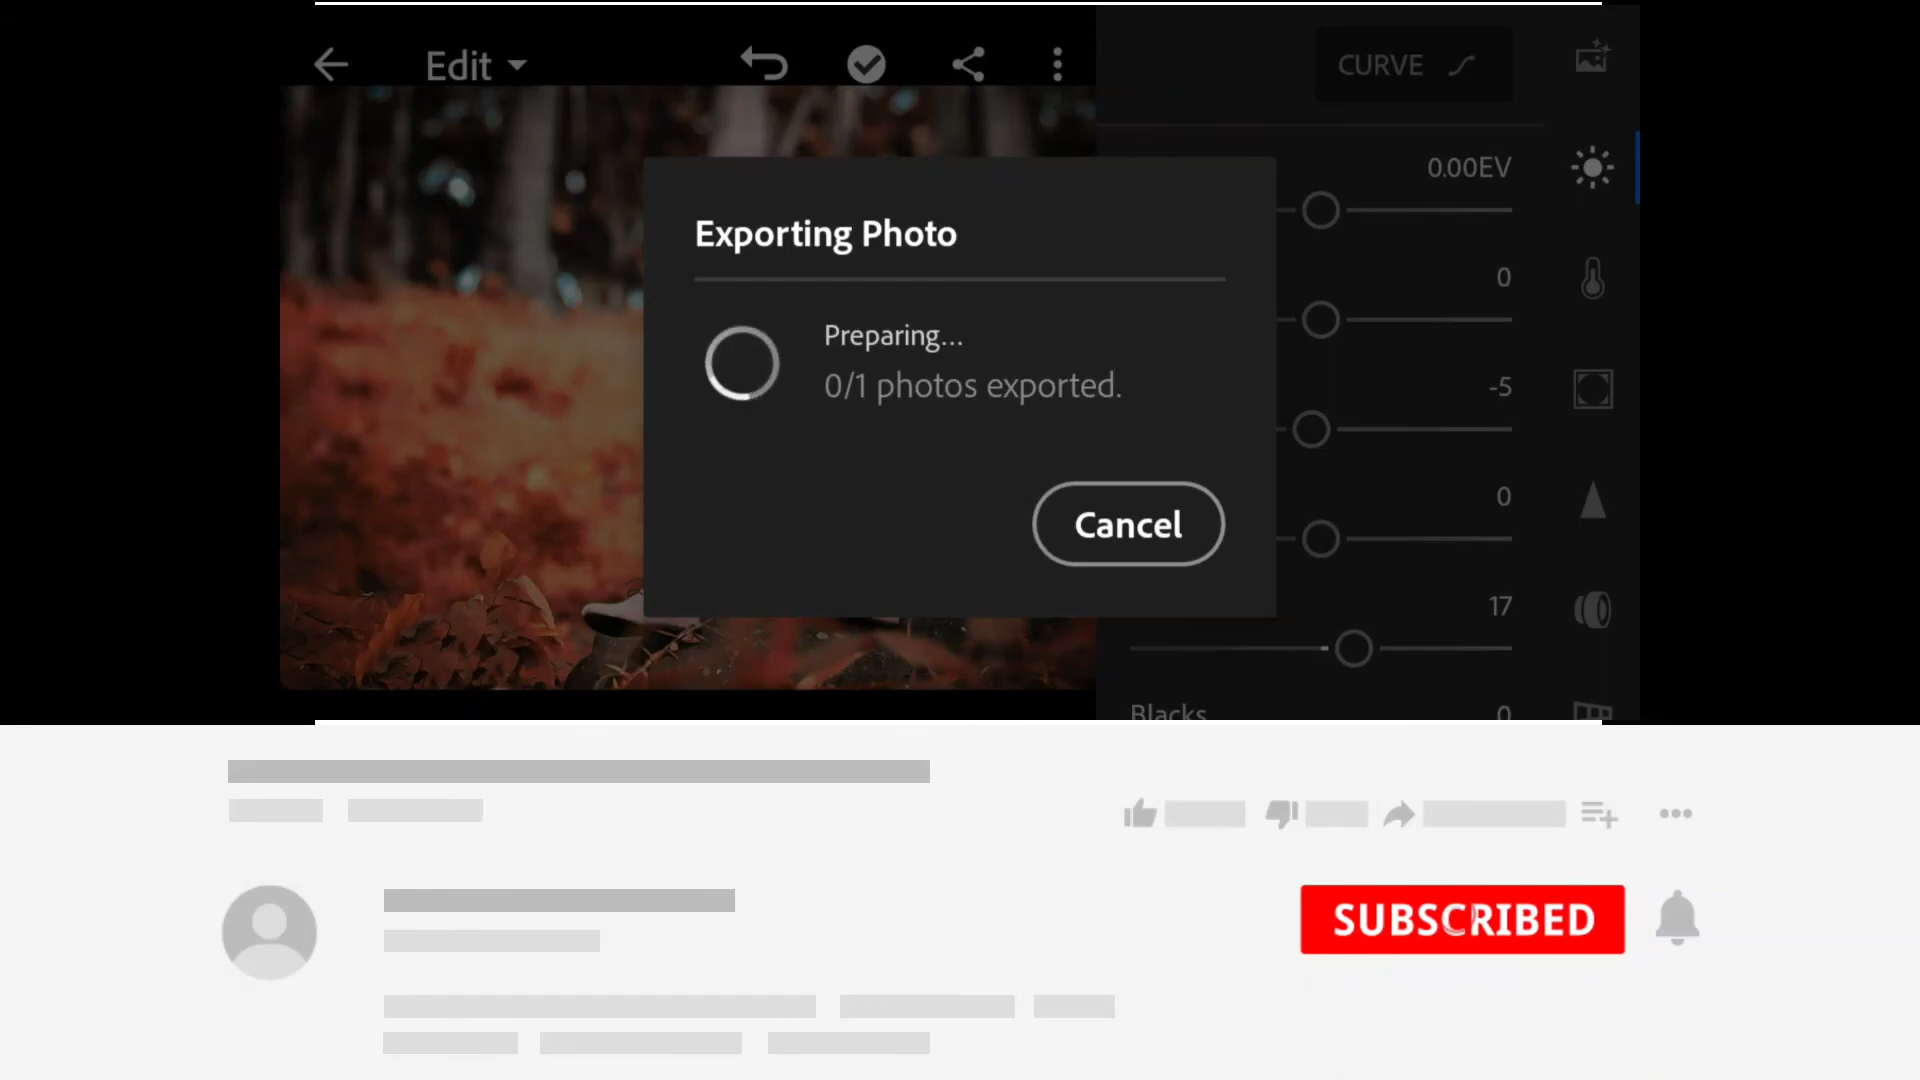 Edit
CURVE
0.00EV
Exporting Photo
0
Preparing...
0/1 photos exported.
-5
0
Cancel
17
Blacks 0
SUBSCRIBED